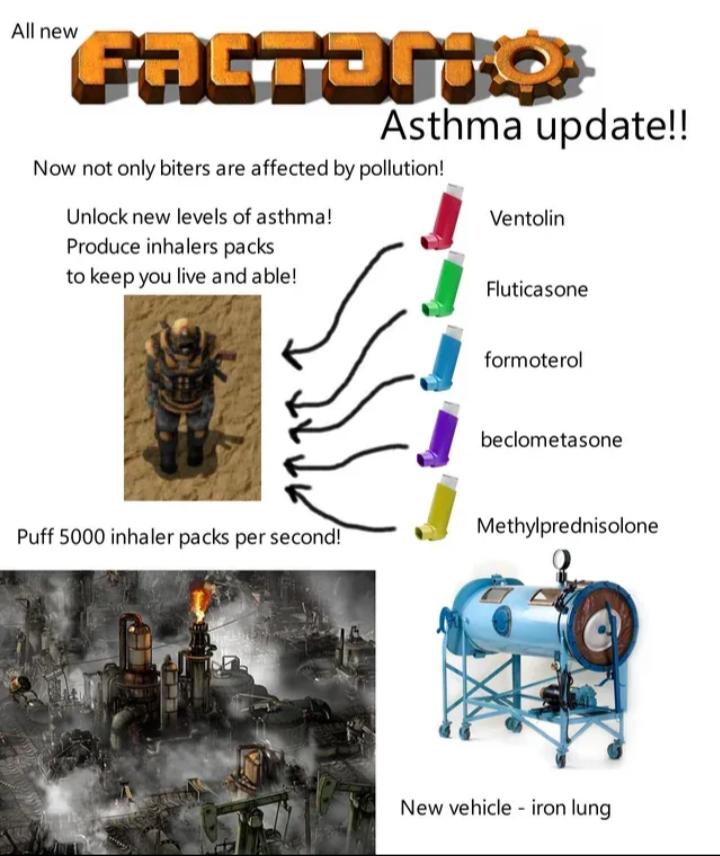 All new
FACTORIO
Asthma update!!
Now not only biters are affected by pollution!
Unlock new levels of asthma!
Produce inhalers packs
to keep you live and able!
Ventolin
Fluticasone
formoterol
beclometasone
Methylprednisolone
Puff 5000 inhaler packs per second!
New vehicle - iron lung